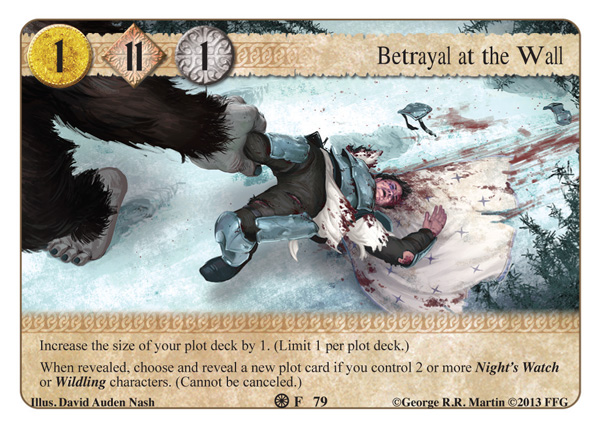 1 11 1 Betrayal at the Wall
Increase the size of your plot deck by 1. (Limit 1 per plot deck.)
When revealed, choose and reveal a new plot card if you control 2 or more Night's Watch
or Wildling characters. (Cannot be canceled.)
Illus. David Auden Nash F 79 ©George R.R. Martin ©2013 FFG